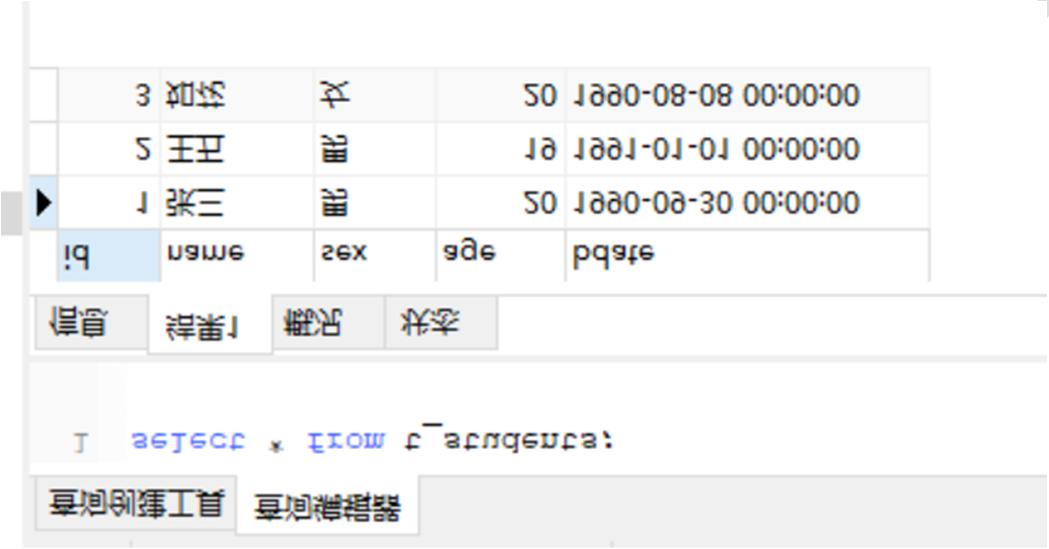 查询创建工具 查询编辑器
1 select * from t_students;
信息 结果1 概况 状态
id name sex age bdate
1 张三 男 20 1990-09-30 00:00:00
2 王五 男 19 1991-01-01 00:00:00
3 如花 女 20 1990-08-08 00:00:00